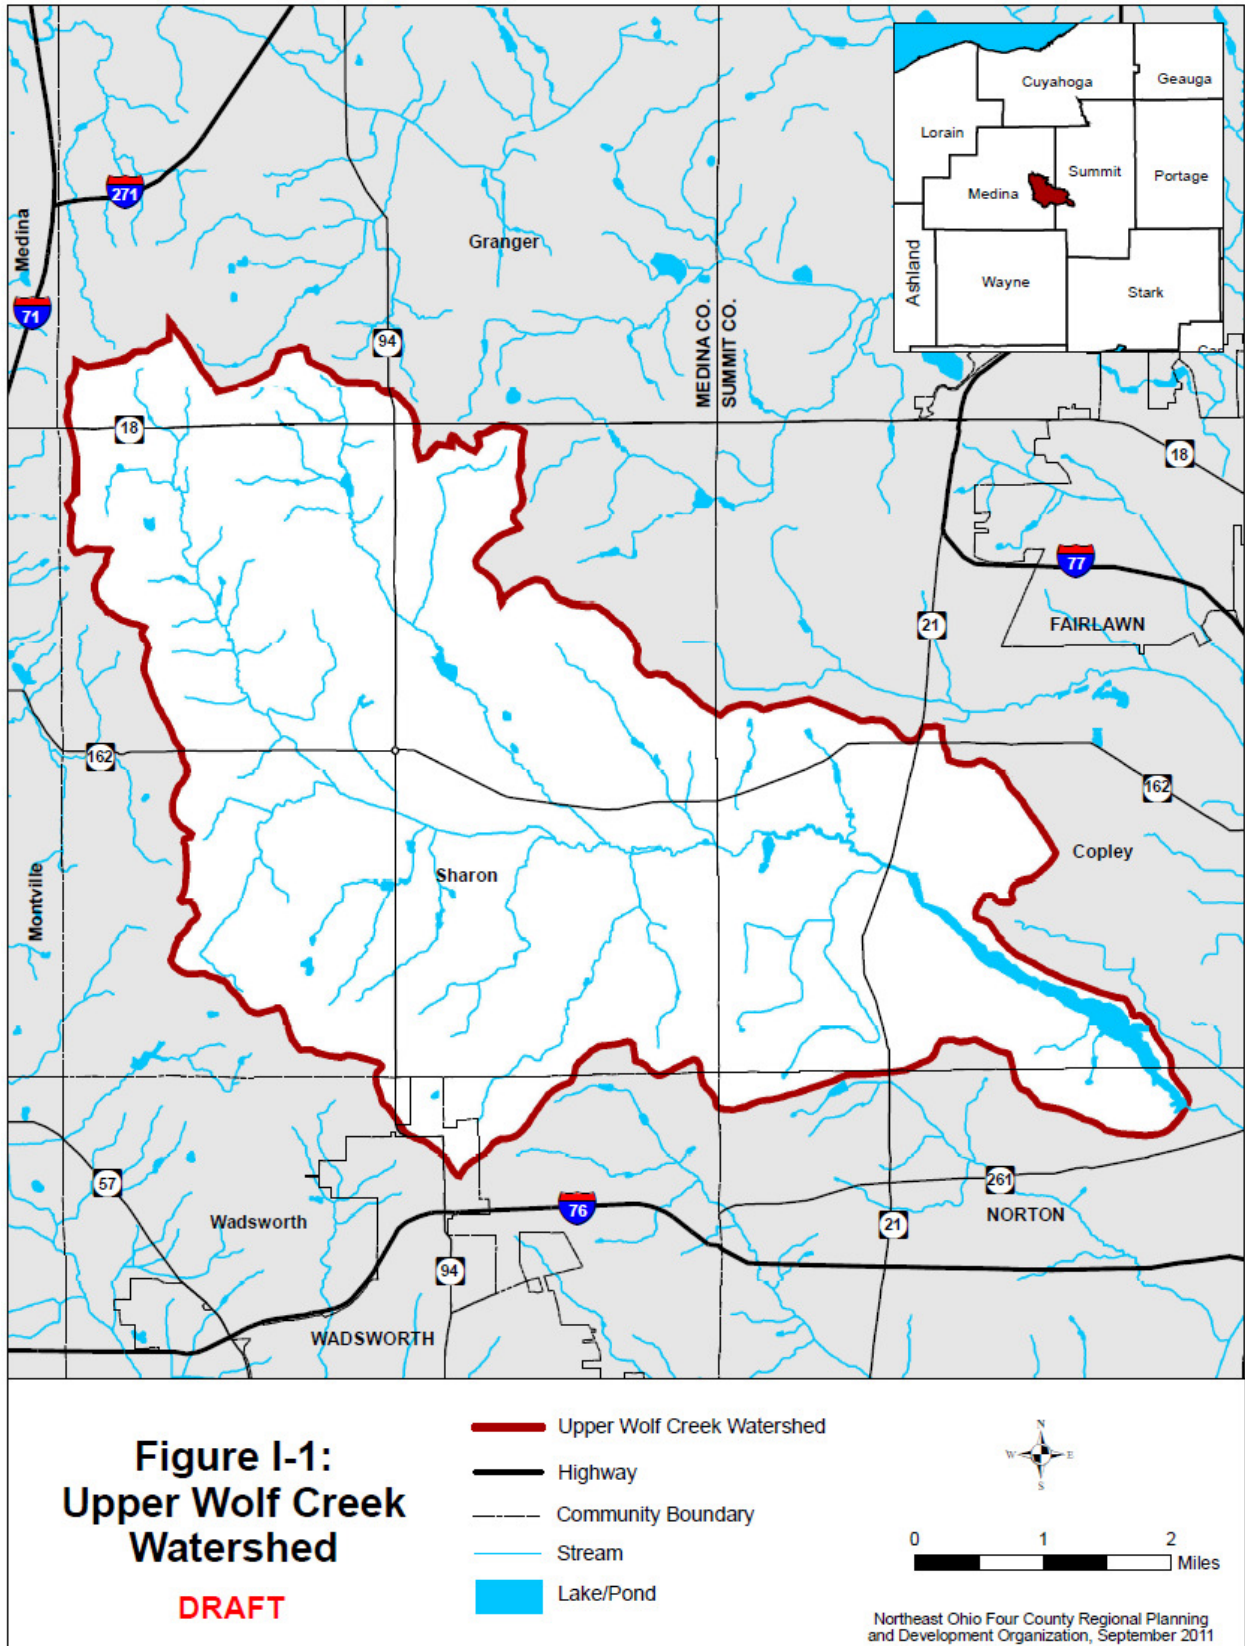 Cuyahoga
Geauga
Lorain
Summit
Portage
Medina
Ashland
Wayne
Stark
271
Medina
71
Granger
94
MEDINA CO.
SUMMIT CO.
18
18
77
FAIRLAWN
21
162
162
Copley
Sharon
Montville
57
Wadsworth
76
261
NORTON
21
94
WADSWORTH
Figure I-1:
Upper Wolf Creek
Watershed
DRAFT
Upper Wolf Creek Watershed
Highway
Community Boundary
Stream
Lake/Pond
N
W E
S
0 1 2
Miles
Northeast Ohio Four County Regional Planning
and Development Organization, September 2011